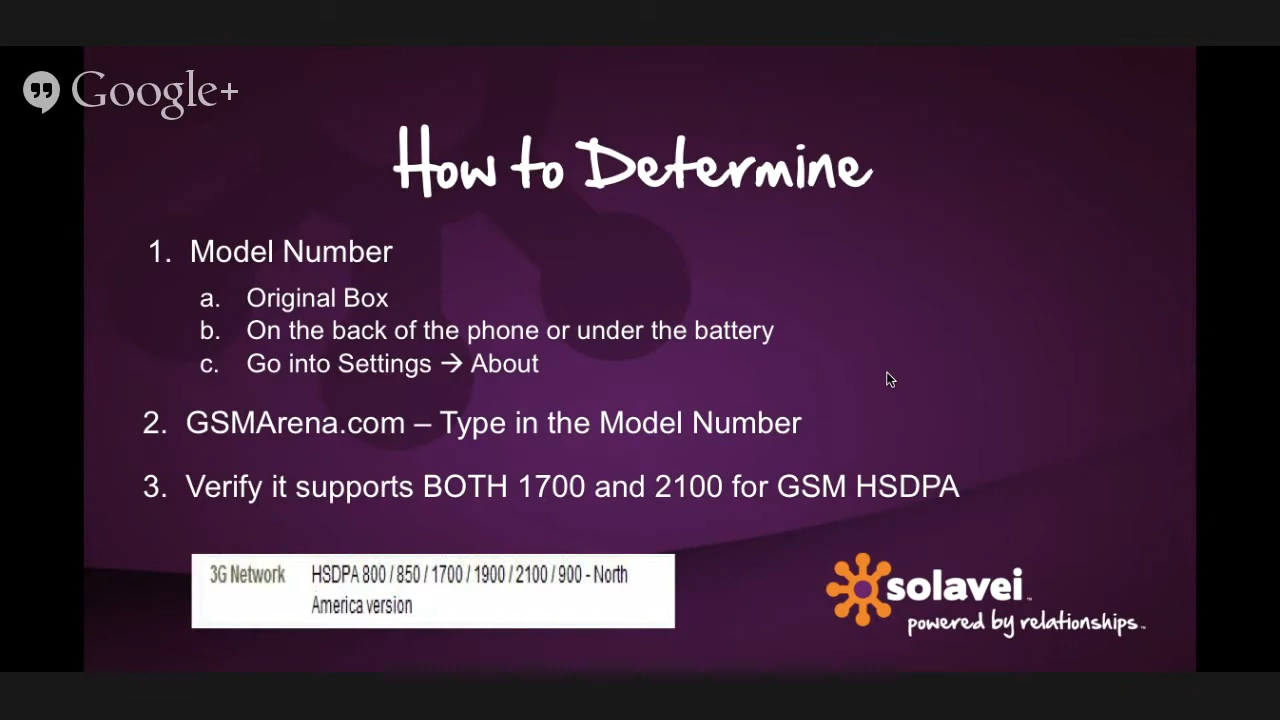 Google+
How to Determine
1. Model Number
a. Original Box
b. On the back of the phone or under the battery
c. Go into Settings → About
2. GSMArena.com – Type in the Model Number
3. Verify it supports BOTH 1700 and 2100 for GSM HSDPA
3G Network HSDPA 800 / 850 / 1700 / 1900 / 2100 / 900 - North
America version
solavei™
powered by relationships™